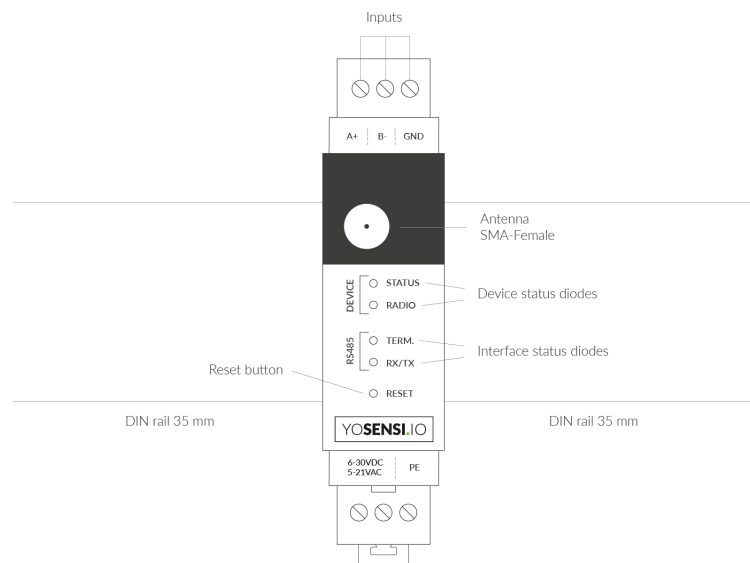 Inputs
A+ B- GND
Antenna
SMA-Female
DEVICE
STATUS
RADIO
Device status diodes
RS485
TERM.
RX/TX
Interface status diodes
Reset button
RESET
DIN rail 35 mm
DIN rail 35 mm
YOSENSI.IO
6-30VDC
5-21VAC
PE